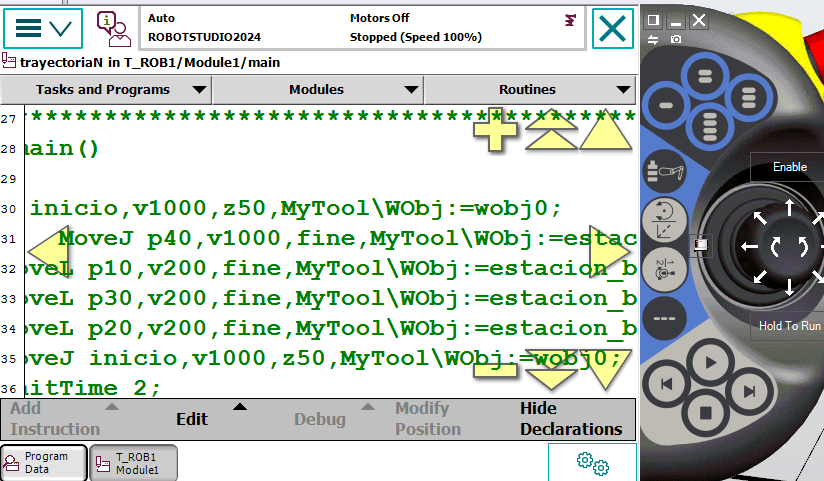 Auto
ROBOTSTUDIO2024
Motors Off
Stopped (Speed 100%)
trayectoriaN in T_ROB1/Module1/main
Tasks and Programs
Modules
Routines
27 ****************************************
28 ain()
29
30 inicio,v1000,z50,MyTool\WObj:=wobj0;
31 MoveJ p40,v1000,fine,MyTool\WObj:=estac
32 oveL p10,v200,fine,MyTool\WObj:=estacion_b
33 oveL p30,v200,fine,MyTool\WObj:=estacion_b
34 oveL p20,v200,fine,MyTool\WObj:=estacion_b
35 oveJ inicio,v1000,z50,MyTool\WObj:=wobj0;
36 itTime 2;
Add Instruction
Edit
Debug
Modify Position
Hide Declarations
Program Data
T_ROB1
Module1
Enable
Hold To Run